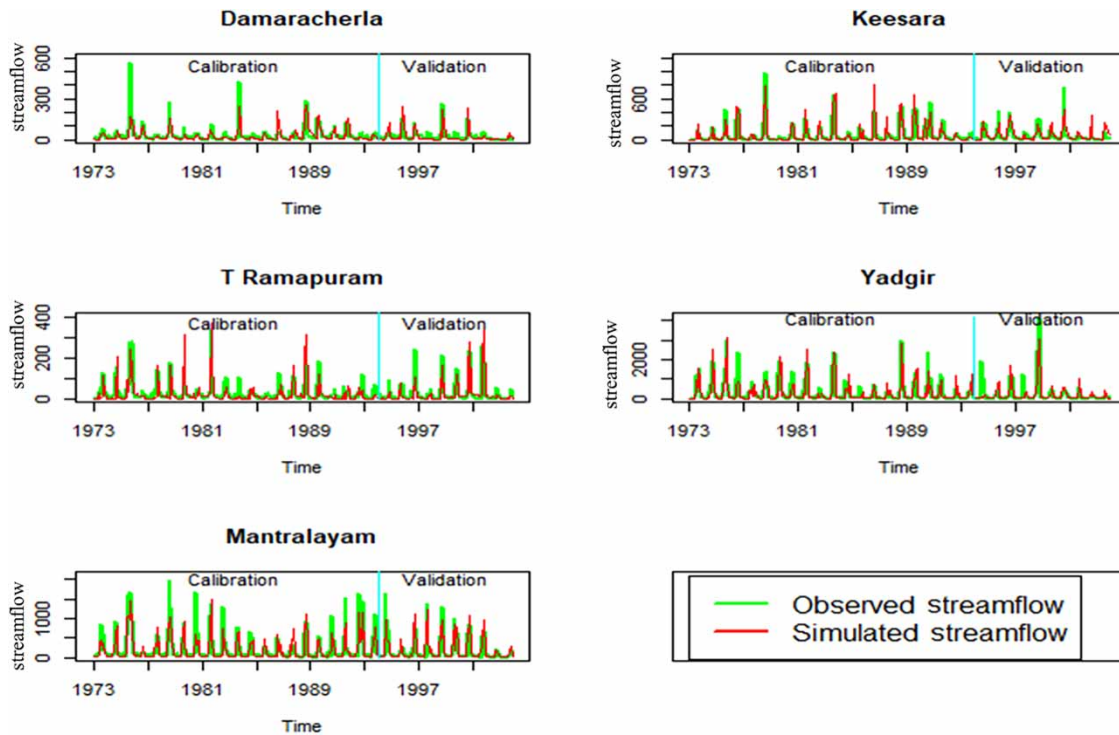 Damaracherla
streamflow
0 300 600
Calibration
Validation
1973 1981 1989 1997
Time
Keesara
streamflow
0 600
Calibration
Validation
1973 1981 1989 1997
Time
T Ramapuram
streamflow
0 200 400
Calibration
Validation
1973 1981 1989 1997
Time
Yadgir
streamflow
0 2000
Calibration
Validation
1973 1981 1989 1997
Time
Mantralayam
streamflow
0 1000
Calibration
Validation
1973 1981 1989 1997
Time
Observed streamflow
Simulated streamflow